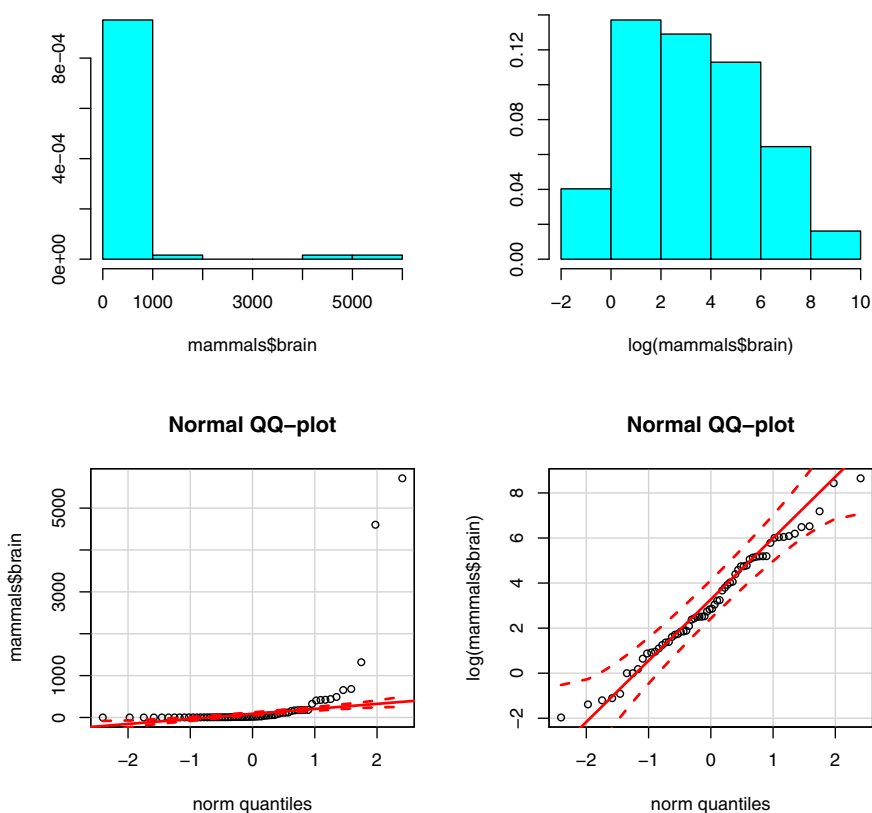 0e+00 4e−04 8e−04
0 1000 3000 5000
mammals$brain
0.00 0.04 0.08 0.12
−2 0 2 4 6 8 10
log(mammals$brain)
Normal QQ−plot
mammals$brain
0 1000 3000 5000
−2 −1 0 1 2
norm quantiles
Normal QQ−plot
log(mammals$brain)
−2 0 2 4 6 8
−2 −1 0 1 2
norm quantiles